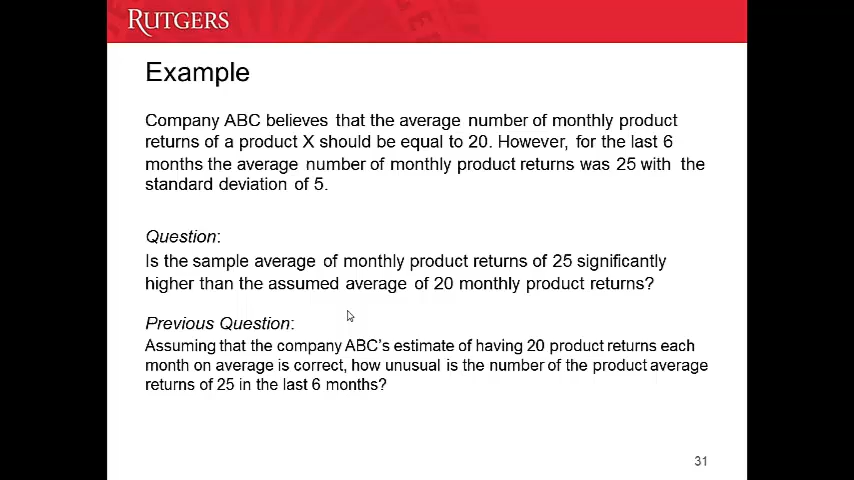 RUTGERS
Example
Company ABC believes that the average number of monthly product
returns of a product X should be equal to 20. However, for the last 6
months the average number of monthly product returns was 25 with the
standard deviation of 5.
Question:
Is the sample average of monthly product returns of 25 significantly
higher than the assumed average of 20 monthly product returns?
Previous Question:
Assuming that the company ABC's estimate of having 20 product returns each
month on average is correct, how unusual is the number of the product average
returns of 25 in the last 6 months?
31